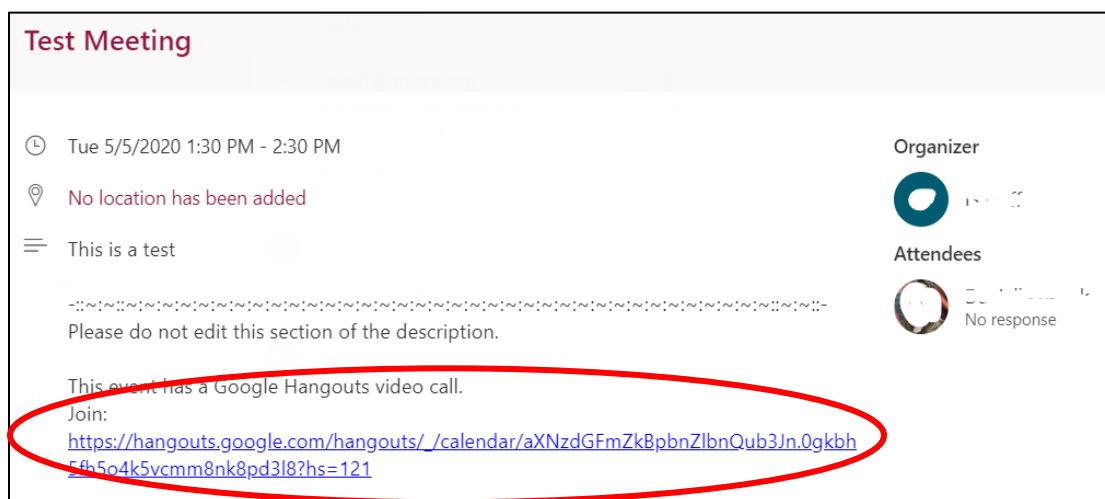 Test Meeting
Tue 5/5/2020 1:30 PM - 2:30 PM
No location has been added
This is a test
-::~:~::~:~:~:~:~:~:~:~:~:~:~:~:~:~:~:~:~:~:~:~:~:~:~:~:~:~:~:~:~:~:~:~:~:~:~:~::~:~::-
Please do not edit this section of the description.
This event has a Google Hangouts video call.
Join:
https://hangouts.google.com/hangouts/_/calendar/aXNzdGFmZkBpbnZlbnQub3Jn.0gkbh
5fh5o4k5vcmm8nk8pd3l8?hs=121
Organizer
Attendees
No response